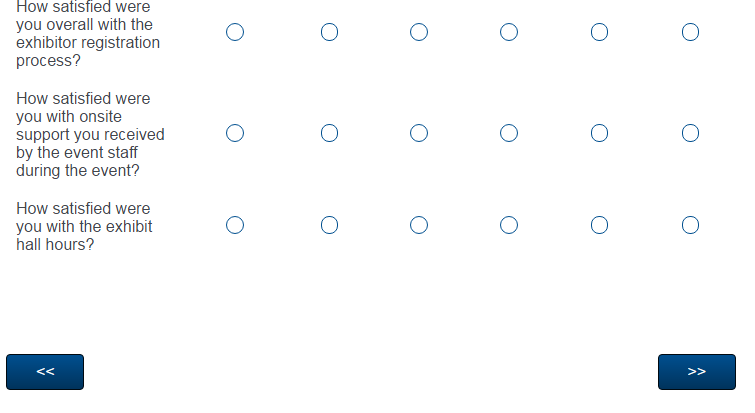 How satisfied were
you overall with the
exhibitor registration
process?
How satisfied were
you with onsite
support you received
by the event staff
during the event?
How satisfied were
you with the exhibit
hall hours?
<<
>>